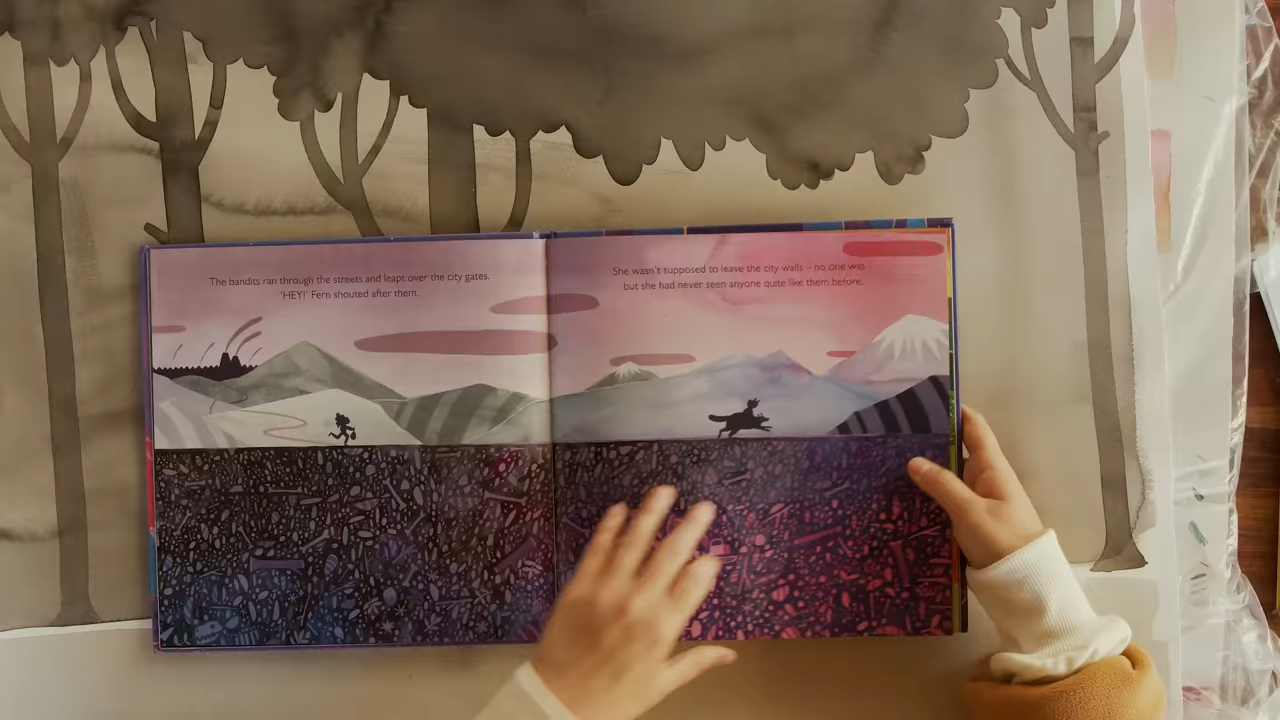 The bandits ran through the streets and leapt over the city gates.
'HEY!' Fern shouted after them.
She wasn't supposed to leave the city walls – no one was –
but she had never seen anyone quite like them before.